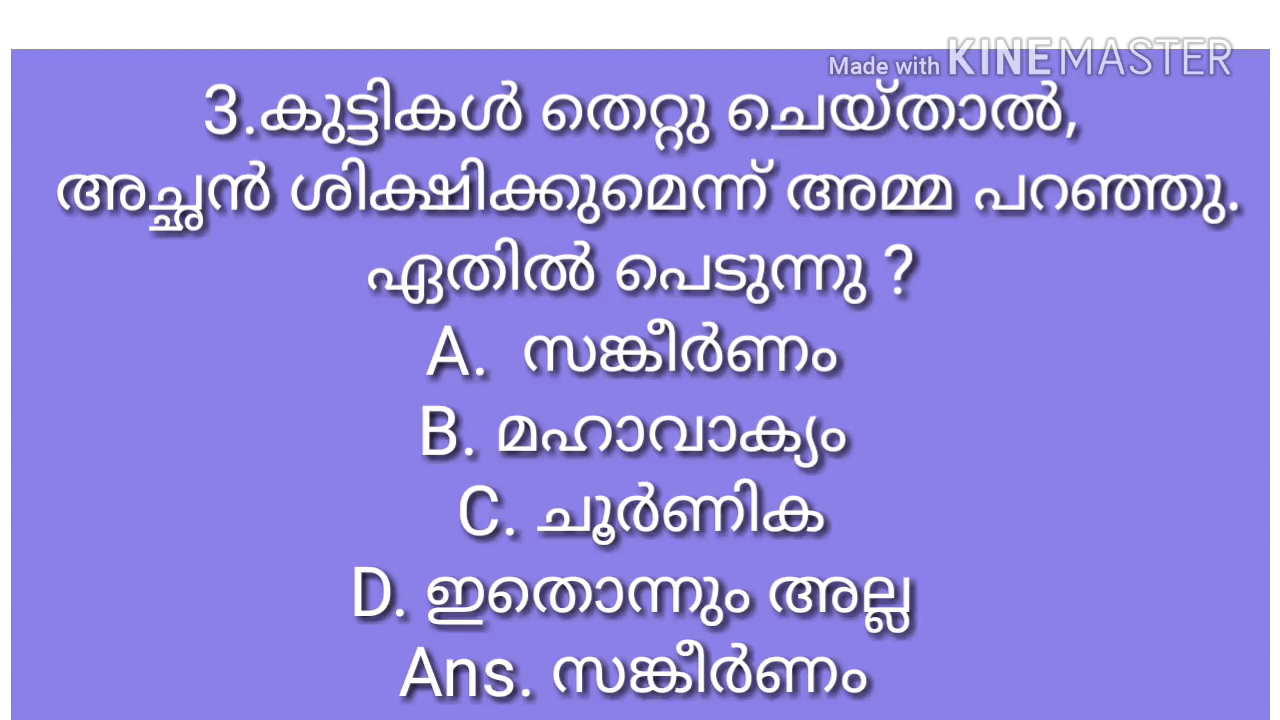 Made with KINEMASTER
3.കുട്ടികൾ തെറ്റു ചെയ്താൽ,
അച്ഛൻ ശിക്ഷിക്കുമെന്ന് അമ്മ പറഞ്ഞു.
ഏതിൽ പെടുന്നു ?
A. സങ്കീർണം
B. മഹാവാക്യം
C. ചൂർണിക
D. ഇതൊന്നും അല്ല
Ans. സങ്കീർണം